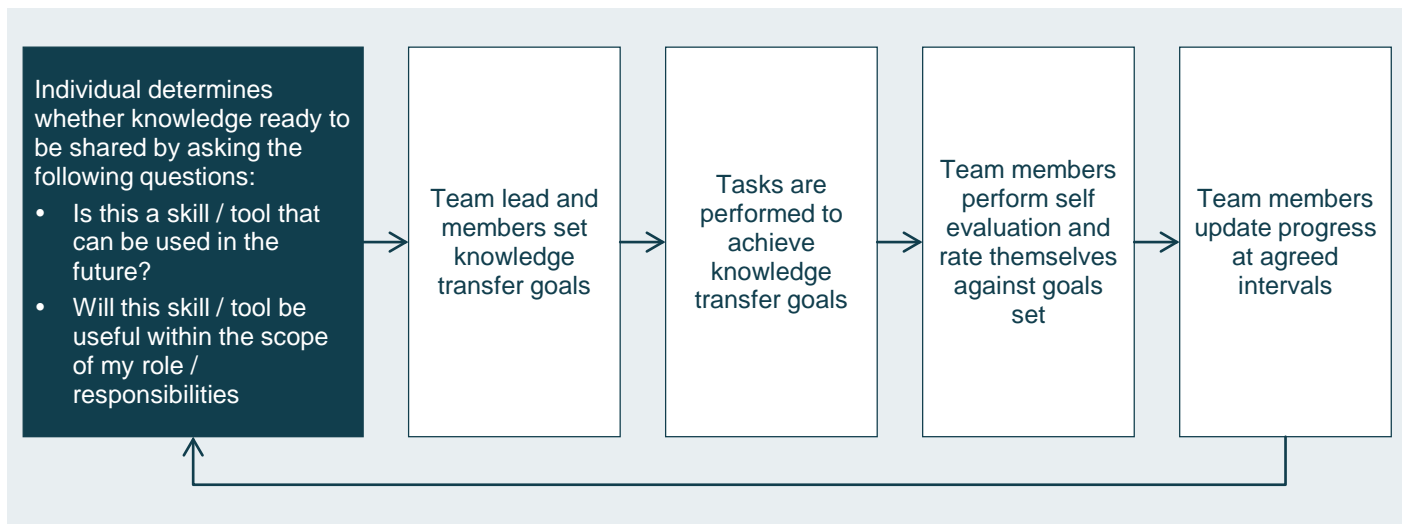 Individual determines
whether knowledge ready to
be shared by asking the
following questions:
• Is this a skill / tool that
can be used in the
future?
• Will this skill / tool be
useful within the scope
of my role /
responsibilities
Team lead and
members set
knowledge
transfer goals
Tasks are
performed to
achieve
knowledge
transfer goals
Team members
perform self
evaluation and
rate themselves
against goals
set
Team members
update progress
at agreed
intervals